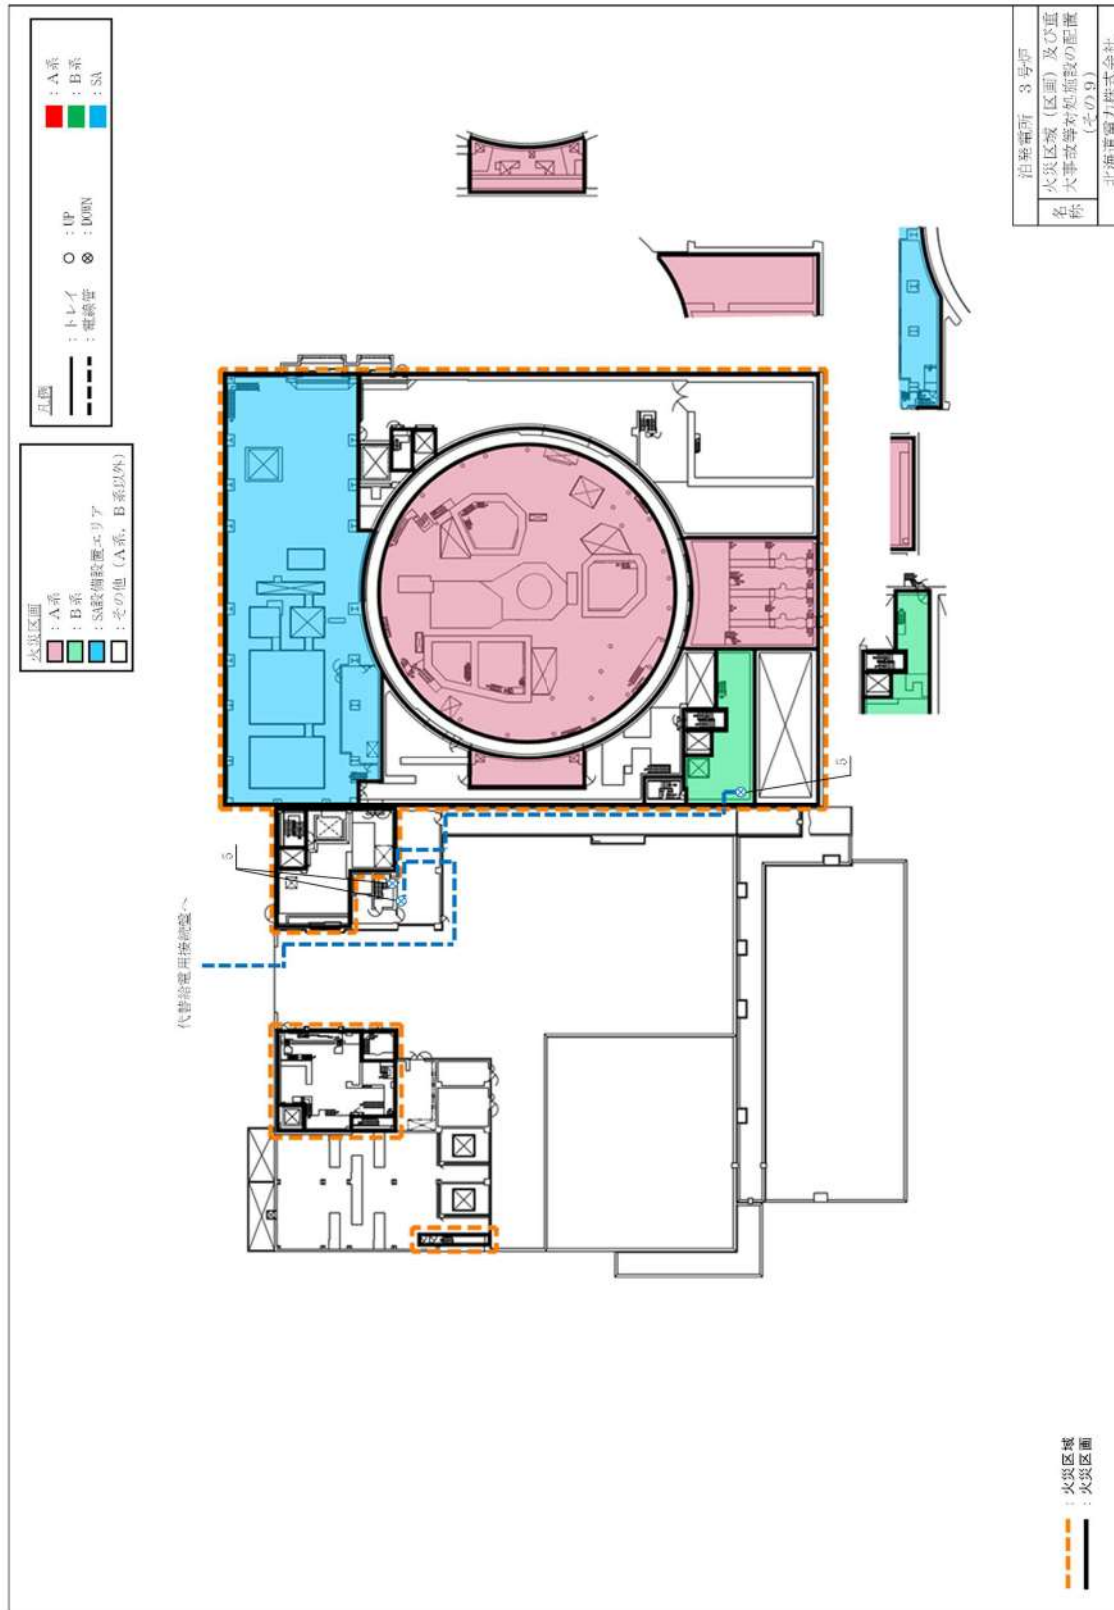 火災区画
: A系
: B系
: SA設備設置エリア
: その他（A系、B系以外）
凡例
: トレイ
: 電線管
○ : UP
⊗ : DOWN
: A系
: B系
: SA
代替給電用接続盤へ
5
5
: 火災区域
: 火災区画
泊発電所 3号炉
名称
火災区域（区画）及び重
大事故等対処施設の配置
（その9）
北海道電力株式会社